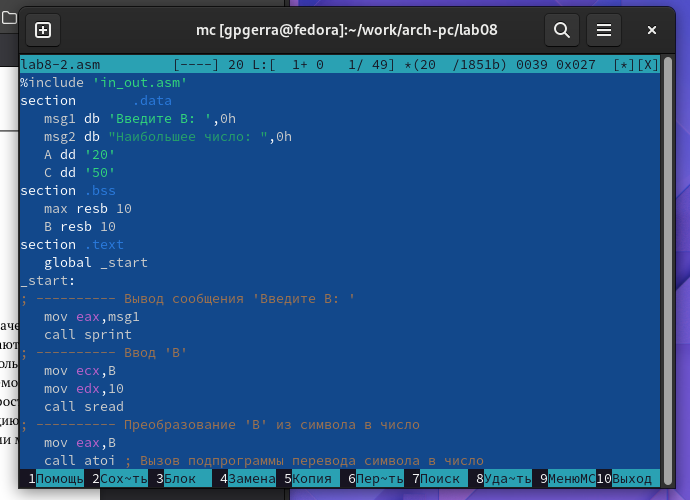 mc [gpgerra@fedora]:~/work/arch-pc/lab08
lab8-2.asm [----] 20 L:[ 1+ 0 1/ 49] *(20 /1851b) 0039 0x027 [*][X]
%include 'in_out.asm'
section .data
msg1 db 'Введите B: ',0h
msg2 db "Наибольшее число: ",0h
A dd '20'
C dd '50'
section .bss
max resb 10
B resb 10
section .text
global _start
_start:
; ---------- Вывод сообщения 'Введите B: '
mov eax,msg1
call sprint
; ---------- Ввод 'B'
mov ecx,B
mov edx,10
call sread
; ---------- Преобразование 'B' из символа в число
mov eax,B
call atoi ; Вызов подпрограммы перевода символа в число
1Помощь 2Сох~ть 3Блок 4Замена 5Копия 6Пер~ть 7Поиск 8Уда~ть 9МенюMC 10Выход